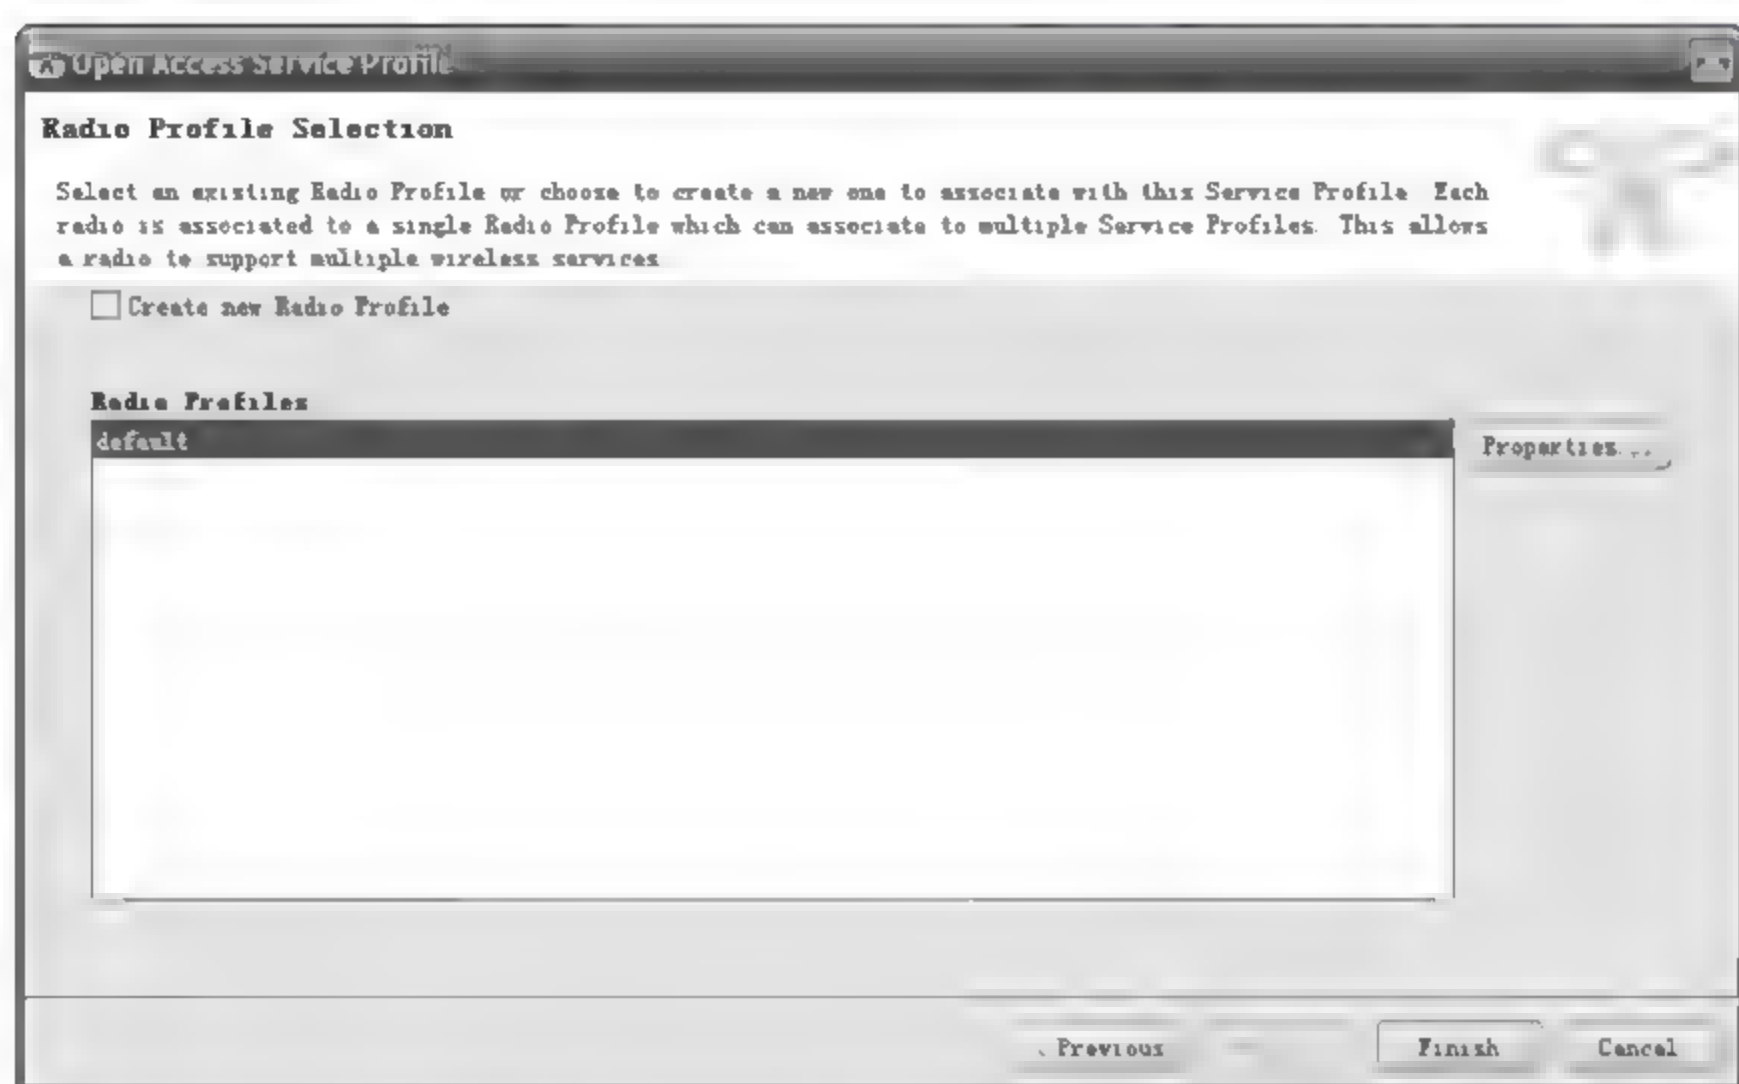 Open Access Service Profile
Radio Profile Selection
Select an existing Radio Profile or choose to create a new one to associate with this Service Profile. Each
radio is associated to a single Radio Profile which can associate to multiple Service Profiles. This allows
a radio to support multiple wireless services
Create new Radio Profile
Radio Profiles
default
Properties...
Previous
Finish
Cancel